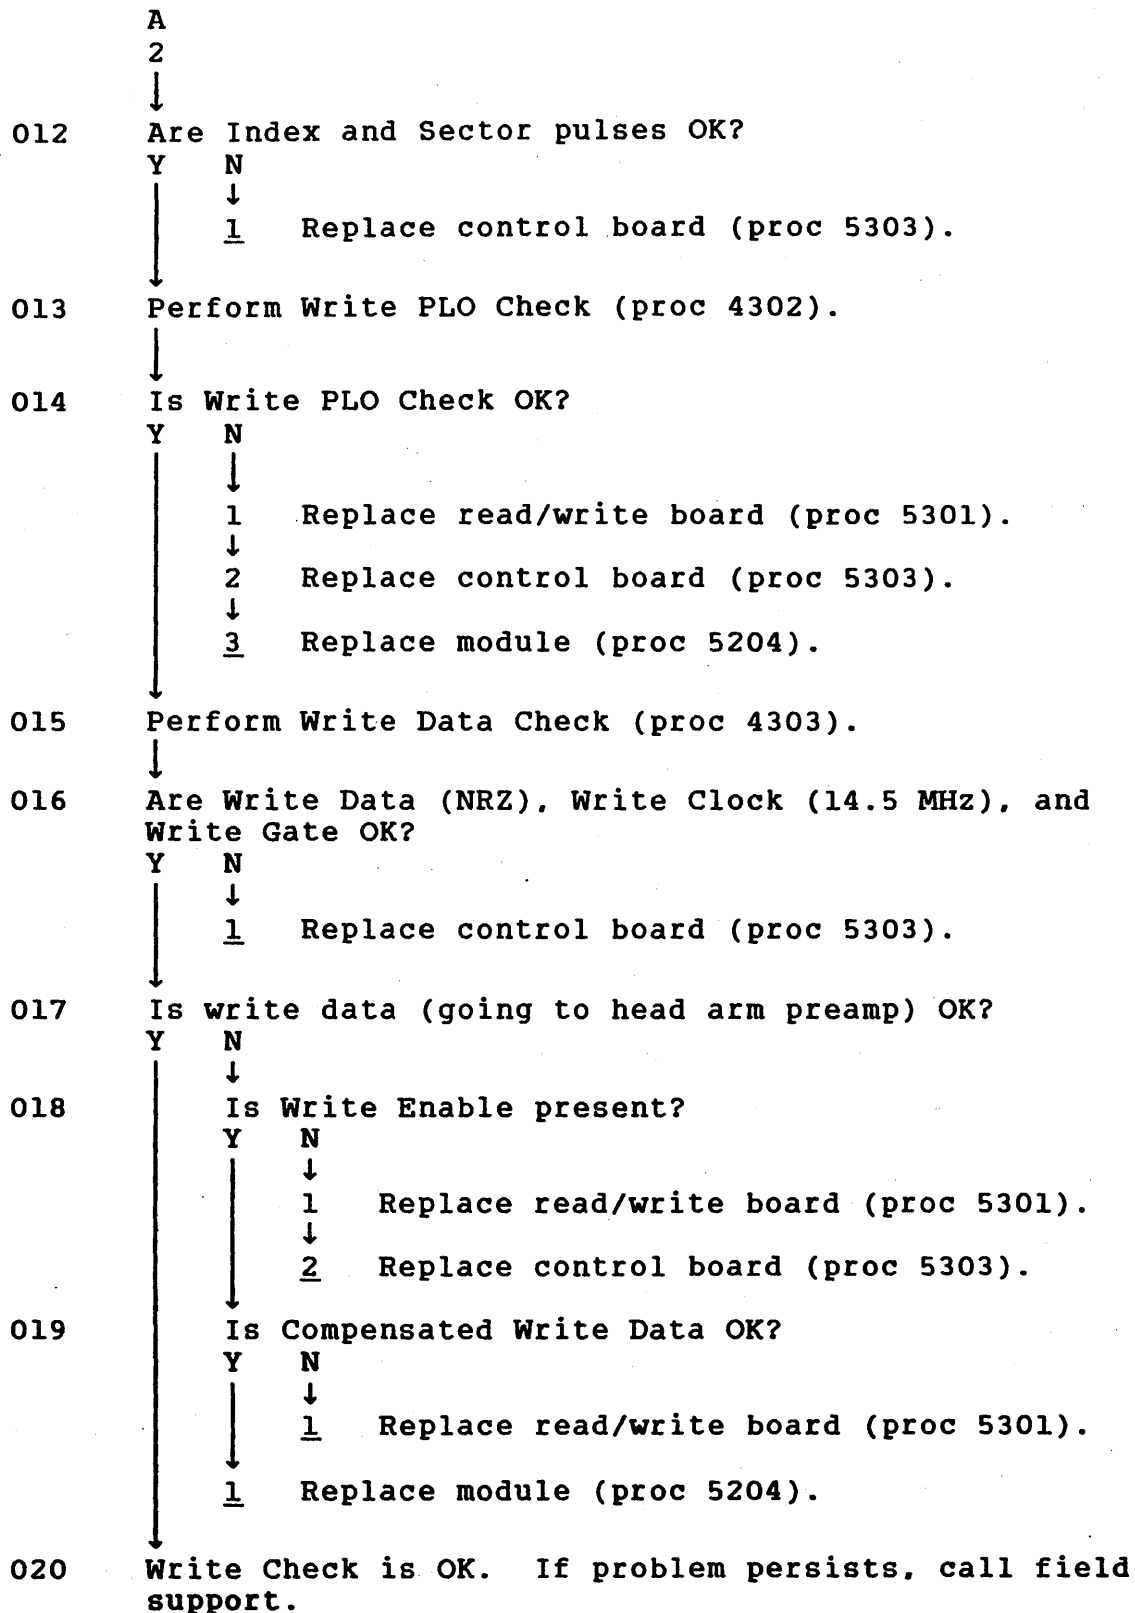 A
2
↓
012 Are Index and Sector pulses OK?
Y N
↓
1 Replace control board (proc 5303).
013 Perform Write PLO Check (proc 4302).
↓
014 Is Write PLO Check OK?
Y N
↓
1 Replace read/write board (proc 5301).
↓
2 Replace control board (proc 5303).
↓
3 Replace module (proc 5204).
015 Perform Write Data Check (proc 4303).
↓
016 Are Write Data (NRZ), Write Clock (14.5 MHz), and
Write Gate OK?
Y N
↓
1 Replace control board (proc 5303).
017 Is write data (going to head arm preamp) OK?
Y N
↓
018 Is Write Enable present?
Y N
↓
1 Replace read/write board (proc 5301).
↓
2 Replace control board (proc 5303).
019 Is Compensated Write Data OK?
Y N
↓
1 Replace read/write board (proc 5301).
1 Replace module (proc 5204).
020 Write Check is OK. If problem persists, call field
support.